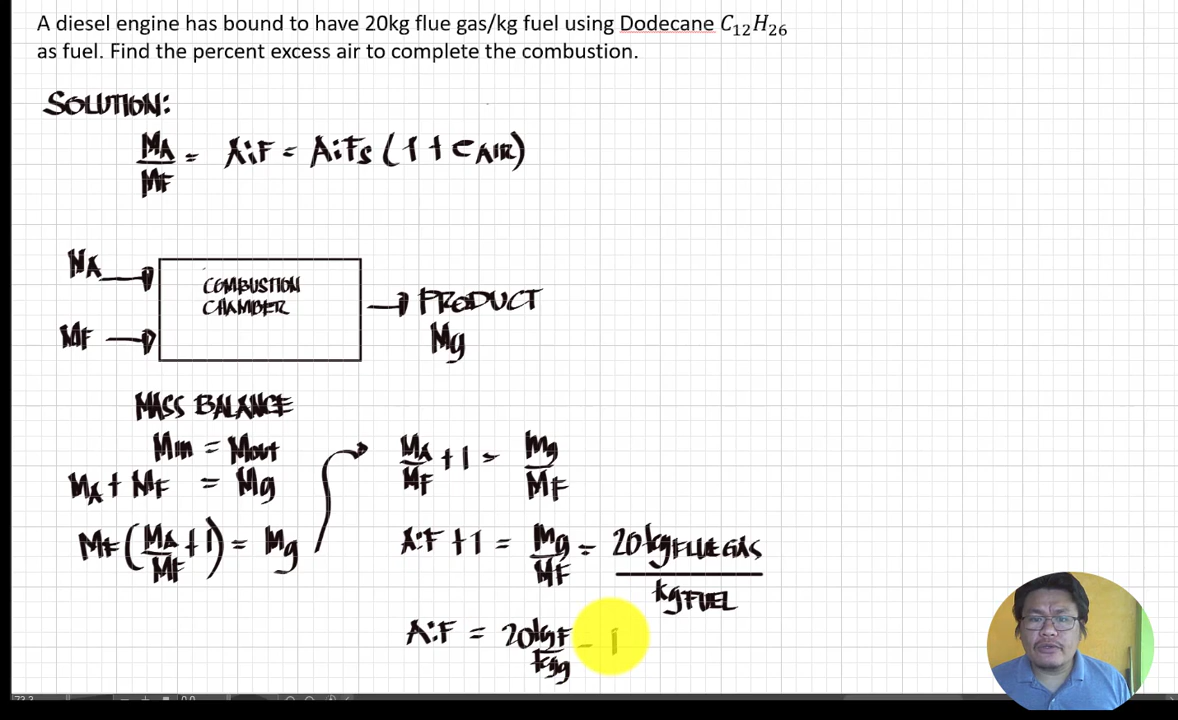 A diesel engine has bound to have 20kg flue gas/kg fuel using Dodecane C₁₂H₂₆
as fuel. Find the percent excess air to complete the combustion.
SOLUTION:
MA/MF = A:F = A:Fs (1 + e AIR)
MA
COMBUSTION
CHAMBER
PRODUCT
Mg
MF
MASS BALANCE
Min = Mout
MA + MF = Mg
MF (MA/MF + 1) = Mg
MA/MF + 1 = Mg/MF
A:F + 1 = Mg/MF = 20kg FLUE GAS / kg FUEL
A:F = 20 - 1